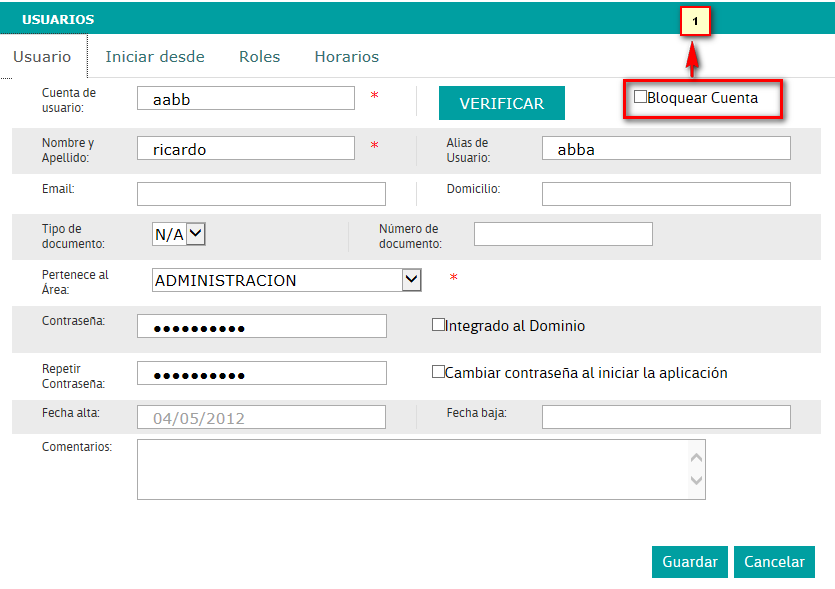 USUARIOS
1
Usuario Iniciar desde Roles Horarios
Cuenta de
usuario:
aabb
*
VERIFICAR
Bloquear Cuenta
Nombre y
Apellido:
ricardo
*
Alias de
Usuario:
abba
Email:
Domicilio:
Tipo de
documento:
N/A
Número de
documento:
Pertenece al
Área:
ADMINISTRACION
*
Contraseña:
●●●●●●●●●●
Integrado al Dominio
Repetir
Contraseña:
●●●●●●●●●●
Cambiar contraseña al iniciar la aplicación
Fecha alta:
04/05/2012
Fecha baja:
Comentarios:
Guardar Cancelar